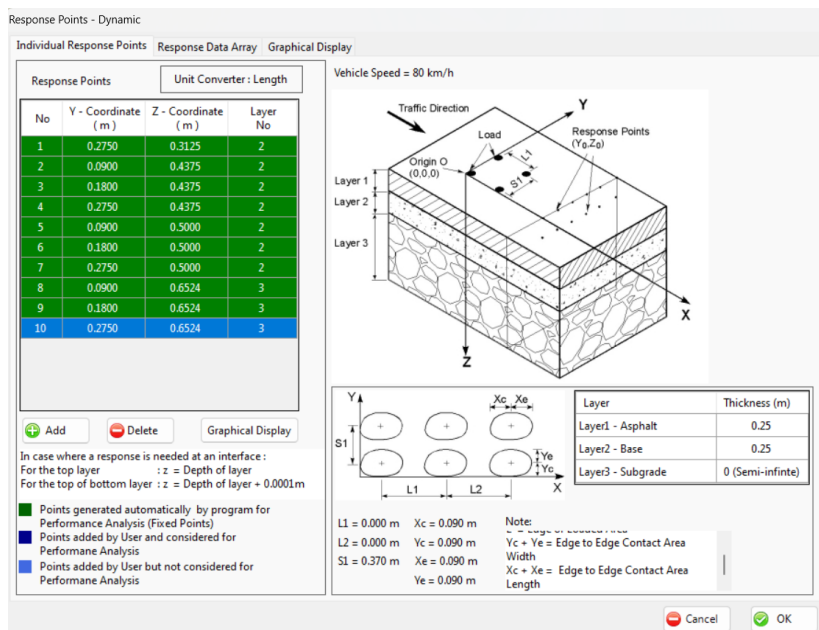 Response Points - Dynamic
Individual Response Points Response Data Array Graphical Display
Response Points Unit Converter : Length
No Y - Coordinate ( m ) Z - Coordinate ( m ) Layer No
1 0.2750 0.3125 2
2 0.0900 0.4375 2
3 0.1800 0.4375 2
4 0.2750 0.4375 2
5 0.0900 0.5000 2
6 0.1800 0.5000 2
7 0.2750 0.5000 2
8 0.0900 0.6524 3
9 0.1800 0.6524 3
10 0.2750 0.6524 3
Add Delete Graphical Display
In case where a response is needed at an interface :
For the top layer : z = Depth of layer
For the top of bottom layer : z = Depth of layer + 0.0001m
Points generated automatically by program for
Performance Analysis (Fixed Points)
Points added by User and considered for
Performane Analysis
Points added by User but not considered for
Performane Analysis
Vehicle Speed = 80 km/h
Traffic Direction
Y
Load
Response Points
(Y₀,Z₀)
Origin O
(0,0,0)
L1
S1
Layer 1
Layer 2
Layer 3
X
Z
Y
Xc Xe
S1
Ye
Yc
L1 L2 X
Layer Thickness (m)
Layer1 - Asphalt 0.25
Layer2 - Base 0.25
Layer3 - Subgrade 0 (Semi-infinte)
L1 = 0.000 m Xc = 0.090 m
L2 = 0.000 m Yc = 0.090 m
S1 = 0.370 m Xe = 0.090 m
Ye = 0.090 m
Note:
Yc + Ye = Edge to Edge Contact Area
Width
Xc + Xe = Edge to Edge Contact Area
Length
Cancel OK